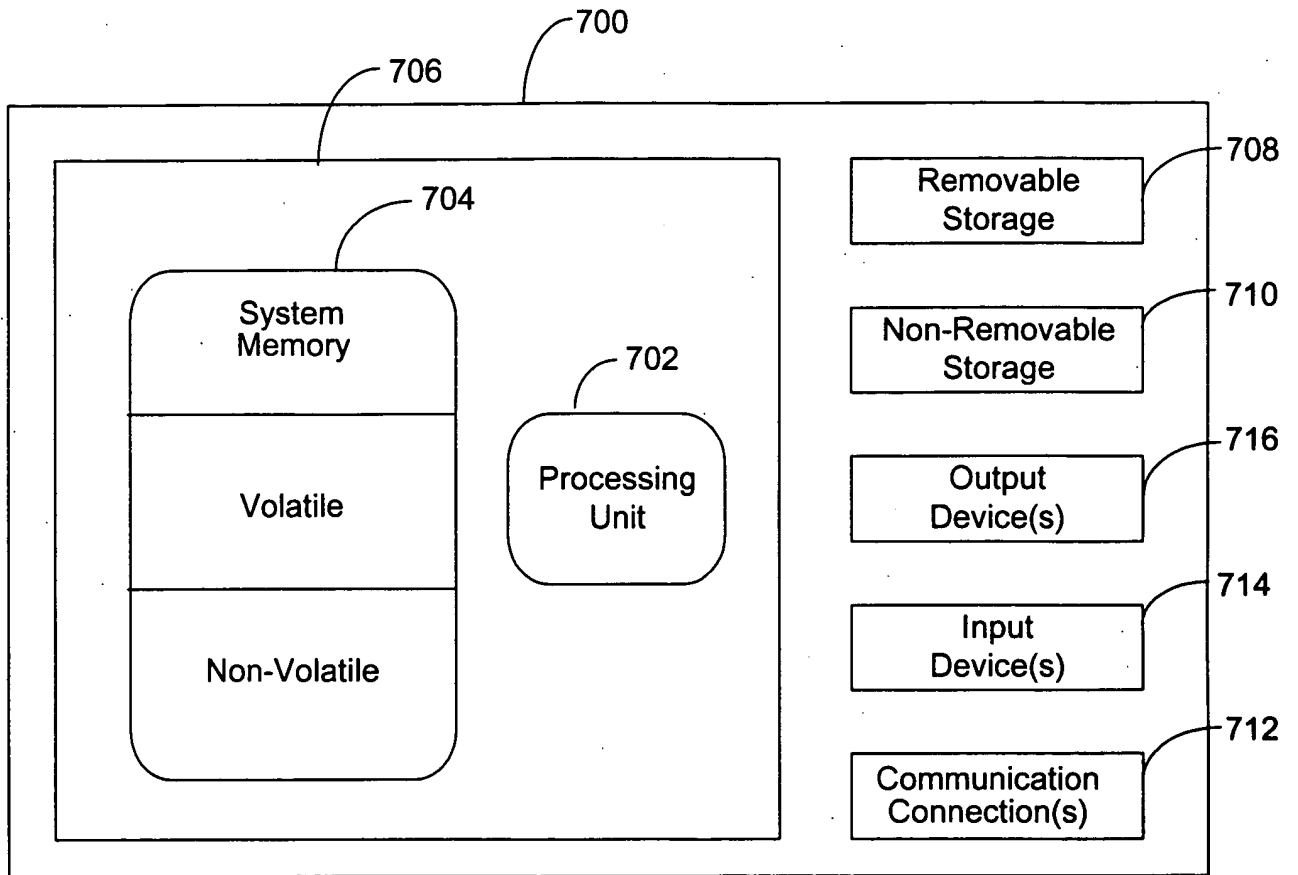 700
706
704
System
Memory
Volatile
Non-Volatile
702
Processing
Unit
708
Removable
Storage
710
Non-Removable
Storage
716
Output
Device(s)
714
Input
Device(s)
712
Communication
Connection(s)